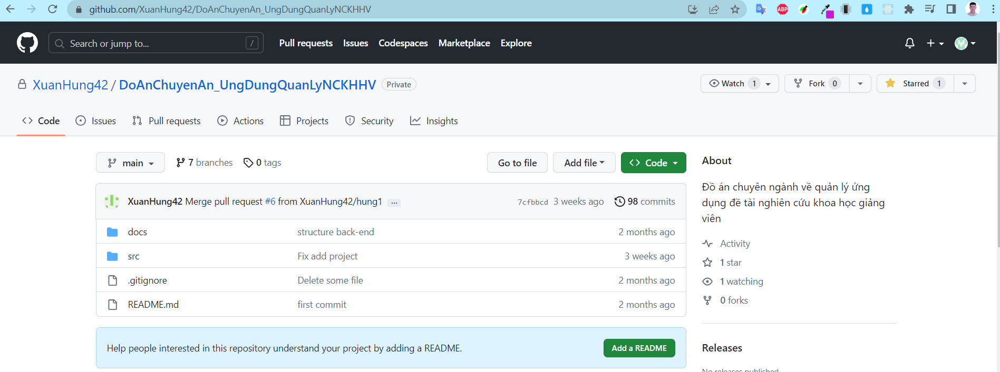 github.com/XuanHung42/DoAnChuyenAn_UngDungQuanLyNCKHHV
ABP
Search or jump to... /
Pull requests Issues Codespaces Marketplace Explore
XuanHung42 / DoAnChuyenAn_UngDungQuanLyNCKHHV Private
Watch 1 Fork 0 Starred 1
Code Issues Pull requests Actions Projects Security Insights
main 7 branches 0 tags Go to file Add file Code
XuanHung42 Merge pull request #6 from XuanHung42/hung1 ... 7cfbbcd 3 weeks ago 98 commits
docs structure back-end 2 months ago
src Fix add project 3 weeks ago
.gitignore Delete some file 2 months ago
README.md first commit 2 months ago
Help people interested in this repository understand your project by adding a README. Add a README
About
Đồ án chuyên ngành về quản lý ứng
dụng đề tài nghiên cứu khoa học giảng
viên
Activity
1 star
1 watching
0 forks
Releases
No releases published